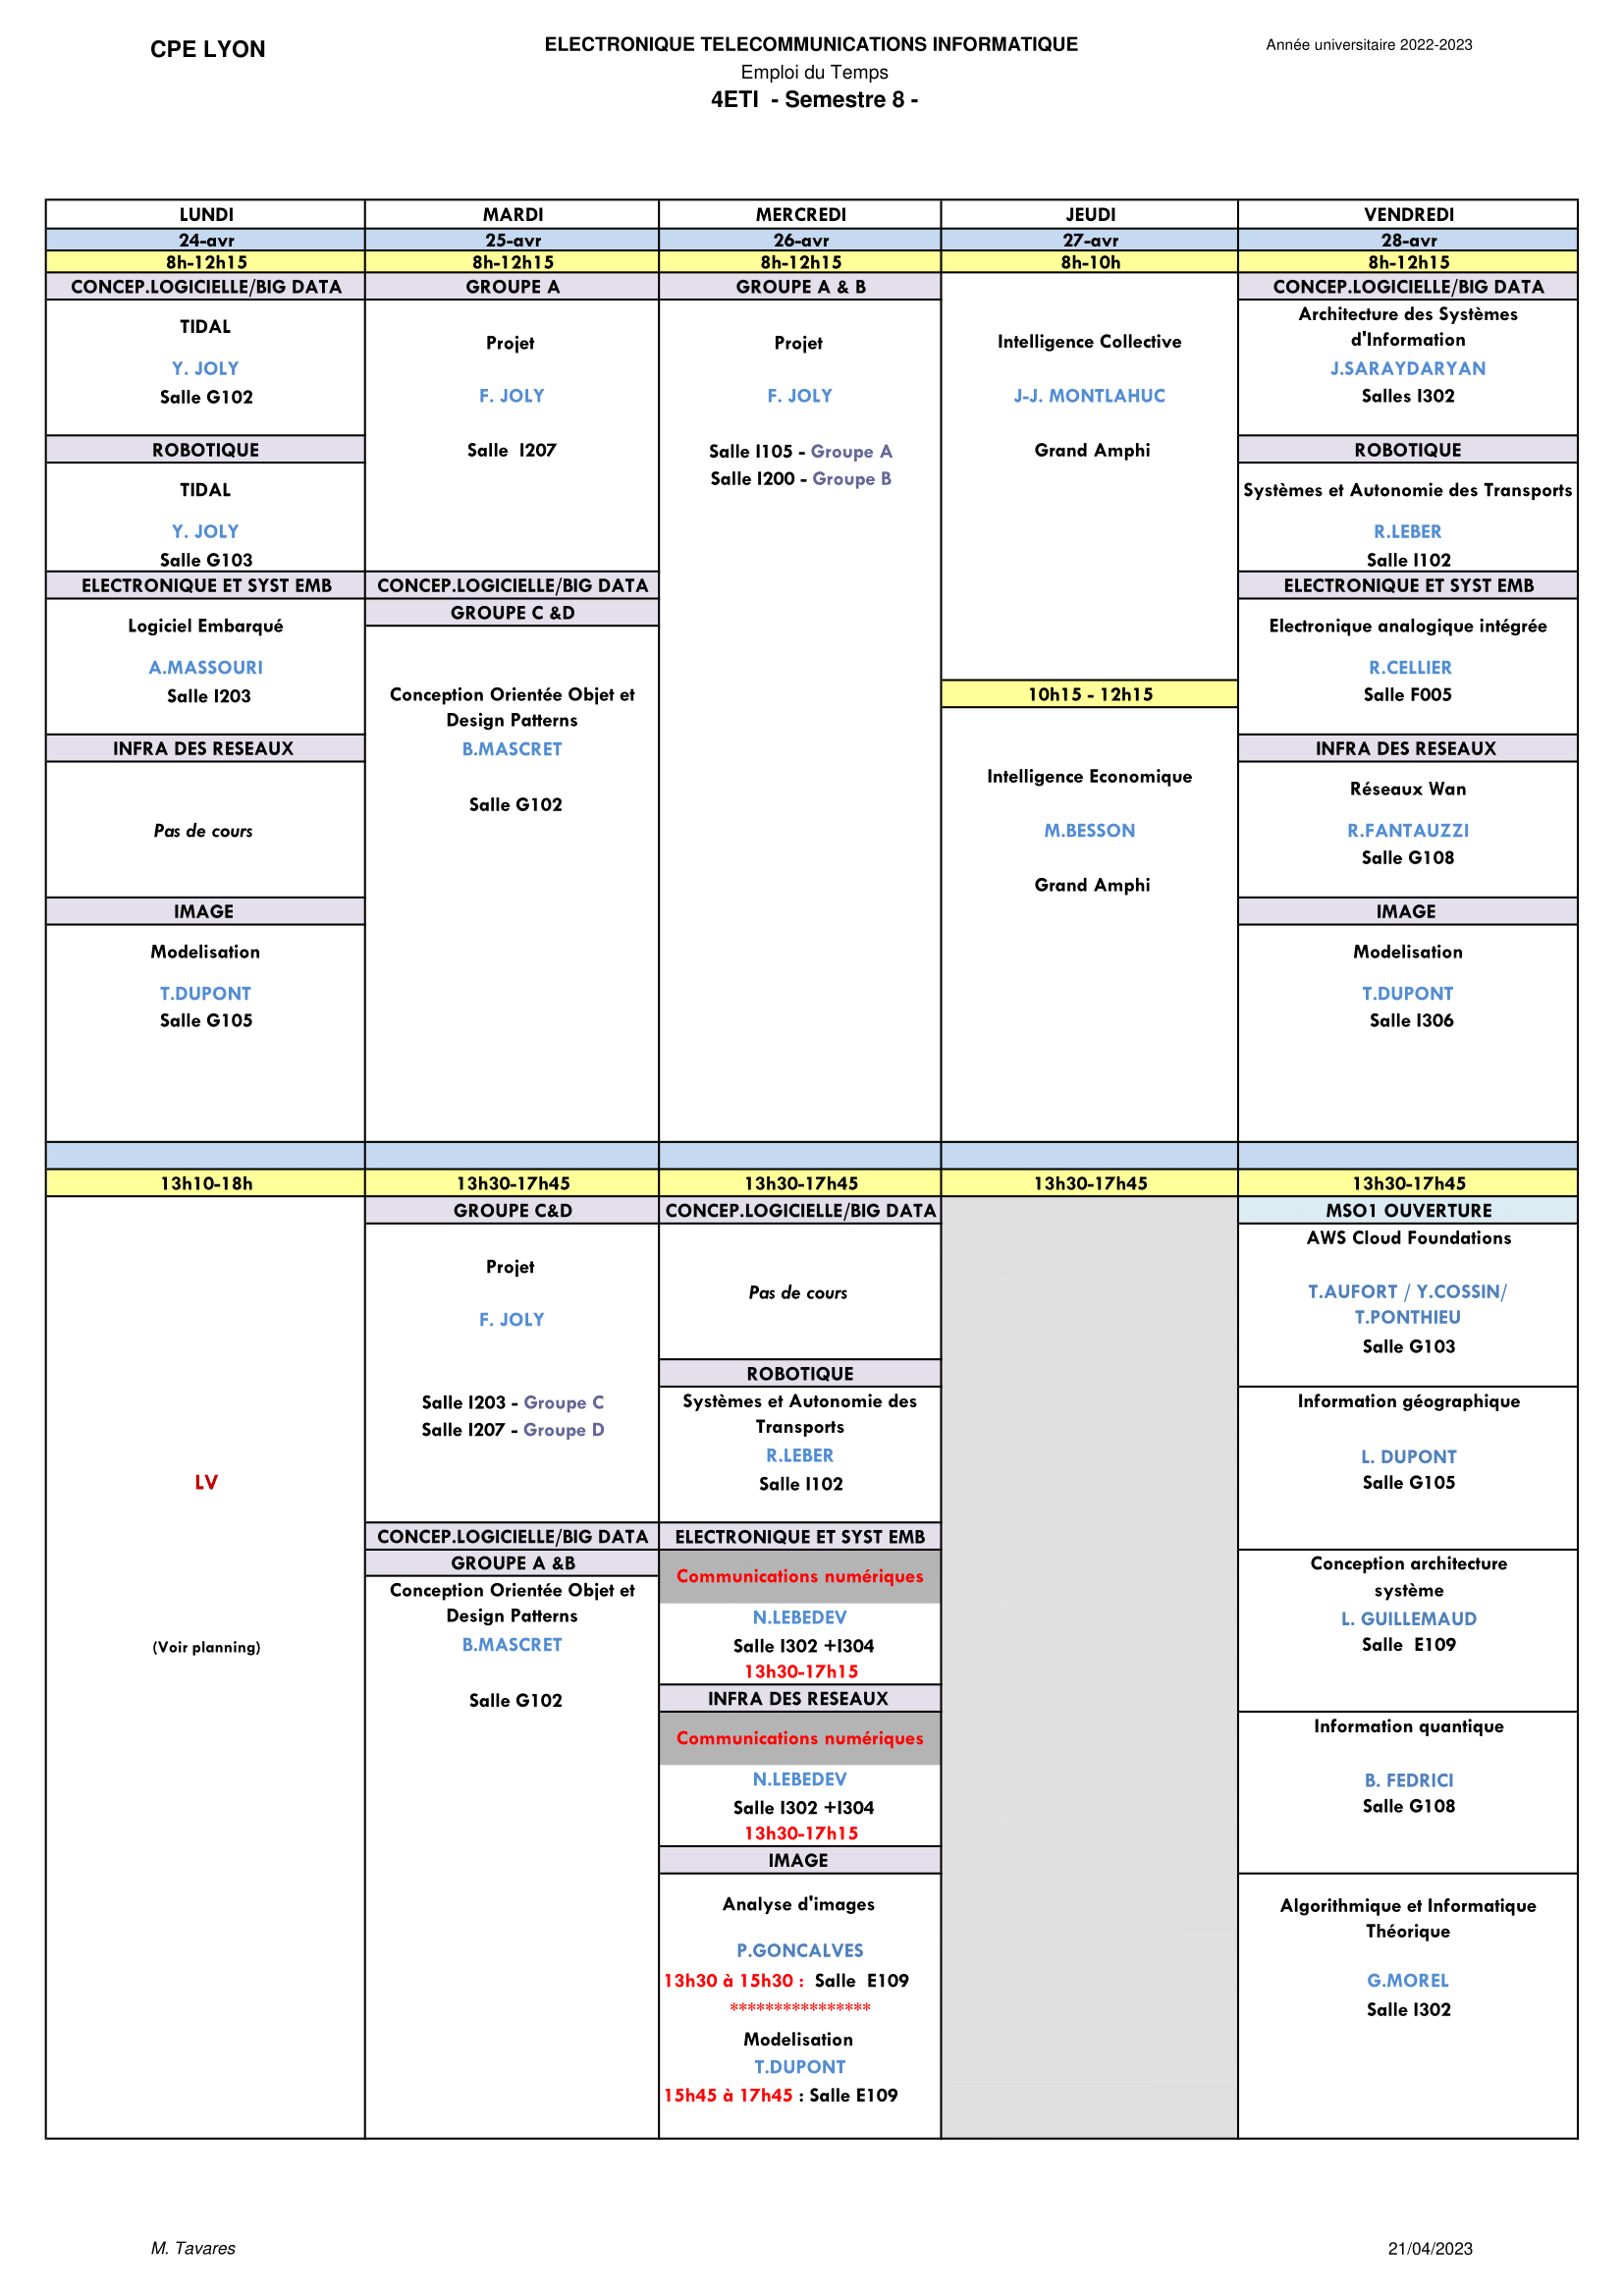 CPE LYON
ELECTRONIQUE TELECOMMUNICATIONS INFORMATIQUE
Année universitaire 2022-2023
Emploi du Temps
4ETI - Semestre 8 -
LUNDI
24-avr
8h-12h15
CONCEP.LOGICIELLE/BIG DATA
TIDAL
Y. JOLY
Salle G102
ROBOTIQUE
TIDAL
Y. JOLY
Salle G103
ELECTRONIQUE ET SYST EMB
Logiciel Embarqué
A.MASSOURI
Salle I203
INFRA DES RESEAUX
Pas de cours
IMAGE
Modelisation
T.DUPONT
Salle G105
13h10-18h
LV
(Voir planning)
MARDI
25-avr
8h-12h15
GROUPE A
Projet
F. JOLY
Salle I207
CONCEP.LOGICIELLE/BIG DATA
GROUPE C &D
Conception Orientée Objet et
Design Patterns
B.MASCRET
Salle G102
13h30-17h45
GROUPE C&D
Projet
F. JOLY
Salle I203 - Groupe C
Salle I207 - Groupe D
CONCEP.LOGICIELLE/BIG DATA
GROUPE A &B
Conception Orientée Objet et
Design Patterns
B.MASCRET
Salle G102
MERCREDI
26-avr
8h-12h15
GROUPE A & B
Projet
F. JOLY
Salle I105 - Groupe A
Salle I200 - Groupe B
13h30-17h45
CONCEP.LOGICIELLE/BIG DATA
Pas de cours
ROBOTIQUE
Systèmes et Autonomie des
Transports
R.LEBER
Salle I102
ELECTRONIQUE ET SYST EMB
Communications numériques
N.LEBEDEV
Salle I302 +I304
13h30-17h15
INFRA DES RESEAUX
Communications numériques
N.LEBEDEV
Salle I302 +I304
13h30-17h15
IMAGE
Analyse d'images
P.GONCALVES
13h30 à 15h30 : Salle E109
****************
Modelisation
T.DUPONT
15h45 à 17h45 : Salle E109
JEUDI
27-avr
8h-10h
Intelligence Collective
J-J. MONTLAHUC
Grand Amphi
10h15 - 12h15
Intelligence Economique
M.BESSON
Grand Amphi
13h30-17h45
VENDREDI
28-avr
8h-12h15
CONCEP.LOGICIELLE/BIG DATA
Architecture des Systèmes
d'Information
J.SARAYDARYAN
Salles I302
ROBOTIQUE
Systèmes et Autonomie des Transports
R.LEBER
Salle I102
ELECTRONIQUE ET SYST EMB
Electronique analogique intégrée
R.CELLIER
Salle F005
INFRA DES RESEAUX
Réseaux Wan
R.FANTAUZZI
Salle G108
IMAGE
Modelisation
T.DUPONT
Salle I306
13h30-17h45
MSO1 OUVERTURE
AWS Cloud Foundations
T.AUFORT / Y.COSSIN/
T.PONTHIEU
Salle G103
Information géographique
L. DUPONT
Salle G105
Conception architecture
système
L. GUILLEMAUD
Salle E109
Information quantique
B. FEDRICI
Salle G108
Algorithmique et Informatique
Théorique
G.MOREL
Salle I302
M. Tavares
21/04/2023